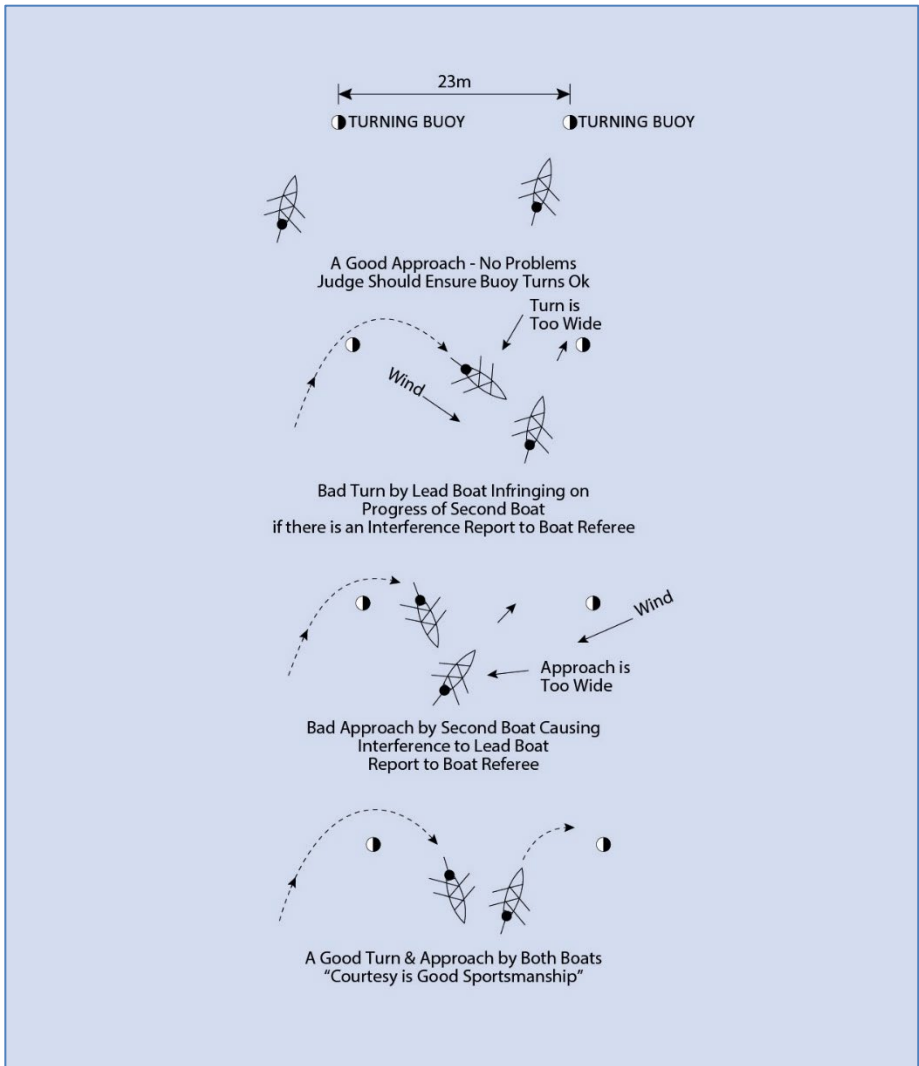 23m
TURNING BUOY
TURNING BUOY
A Good Approach - No Problems
Judge Should Ensure Buoy Turns Ok
Turn is
Too Wide
Wind
Bad Turn by Lead Boat Infringing on
Progress of Second Boat
if there is an Interference Report to Boat Referee
Wind
Approach is
Too Wide
Bad Approach by Second Boat Causing
Interference to Lead Boat
Report to Boat Referee
A Good Turn & Approach by Both Boats
“Courtesy is Good Sportsmanship”